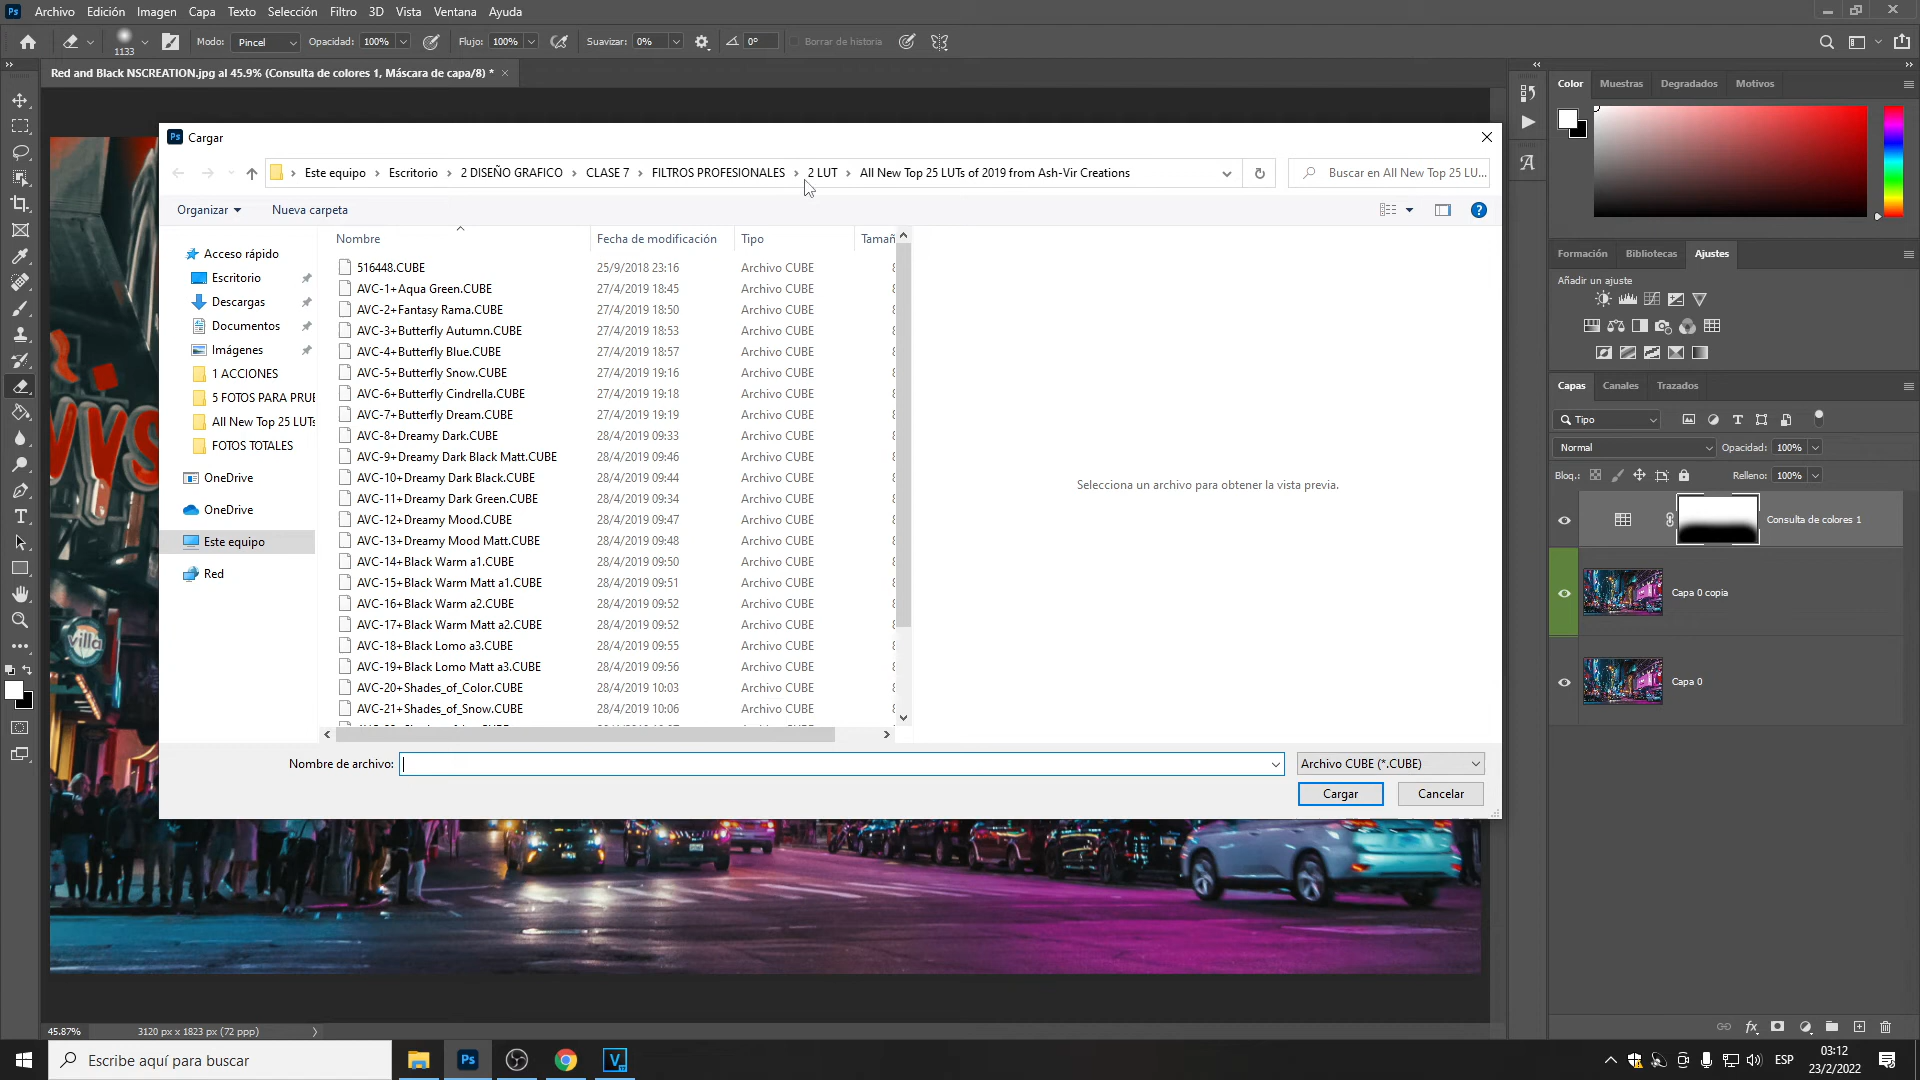 Ps Archivo Edición Imagen Capa Texto Selección Filtro 3D Vista Ventana Ayuda
1133 Modo: Pincel Opacidad: 100% Flujo: 100% Suavizar: 0% 0° Borrar de historia
Red and Black NSCREATION.jpg al 45.9% (Consulta de colores 1, Máscara de capa/8) * ×
Ps Cargar
Este equipo Escritorio 2 DISEÑO GRAFICO CLASE 7 FILTROS PROFESIONALES 2 LUT All New Top 25 LUTs of 2019 from Ash-Vir Creations Buscar en All New Top 25 LU...
Organizar Nueva carpeta
Acceso rápido
Escritorio
Descargas
Documentos
Imágenes
1 ACCIONES
5 FOTOS PARA PRUE
All New Top 25 LUTs
FOTOS TOTALES
OneDrive
OneDrive
Este equipo
Red
Nombre Fecha de modificación Tipo Tamañ
516448.CUBE 25/9/2018 23:16 Archivo CUBE
AVC-1+Aqua Green.CUBE 27/4/2019 18:45 Archivo CUBE
AVC-2+Fantasy Rama.CUBE 27/4/2019 18:50 Archivo CUBE
AVC-3+Butterfly Autumn.CUBE 27/4/2019 18:53 Archivo CUBE
AVC-4+Butterfly Blue.CUBE 27/4/2019 18:57 Archivo CUBE
AVC-5+Butterfly Snow.CUBE 27/4/2019 19:16 Archivo CUBE
AVC-6+Butterfly Cindrella.CUBE 27/4/2019 19:18 Archivo CUBE
AVC-7+Butterfly Dream.CUBE 27/4/2019 19:19 Archivo CUBE
AVC-8+Dreamy Dark.CUBE 28/4/2019 09:33 Archivo CUBE
AVC-9+Dreamy Dark Black Matt.CUBE 28/4/2019 09:46 Archivo CUBE
AVC-10+Dreamy Dark Black.CUBE 28/4/2019 09:44 Archivo CUBE
AVC-11+Dreamy Dark Green.CUBE 28/4/2019 09:34 Archivo CUBE
AVC-12+Dreamy Mood.CUBE 28/4/2019 09:47 Archivo CUBE
AVC-13+Dreamy Mood Matt.CUBE 28/4/2019 09:48 Archivo CUBE
AVC-14+Black Warm a1.CUBE 28/4/2019 09:50 Archivo CUBE
AVC-15+Black Warm Matt a1.CUBE 28/4/2019 09:51 Archivo CUBE
AVC-16+Black Warm a2.CUBE 28/4/2019 09:52 Archivo CUBE
AVC-17+Black Warm Matt a2.CUBE 28/4/2019 09:52 Archivo CUBE
AVC-18+Black Lomo a3.CUBE 28/4/2019 09:55 Archivo CUBE
AVC-19+Black Lomo Matt a3.CUBE 28/4/2019 09:56 Archivo CUBE
AVC-20+Shades_of_Color.CUBE 28/4/2019 10:03 Archivo CUBE
AVC-21+Shades_of_Snow.CUBE 28/4/2019 10:06 Archivo CUBE
Selecciona un archivo para obtener la vista previa.
Nombre de archivo: Archivo CUBE (*.CUBE)
Cargar Cancelar
villa
Color Muestras Degradados Motivos
Formación Bibliotecas Ajustes
Añadir un ajuste
Capas Canales Trazados
Tipo
Normal Opacidad: 100%
Bloq.: Relleno: 100%
Consulta de colores 1
Capa 0 copia
Capa 0
45.87% 3120 px x 1823 px (72 ppp)
Escribe aquí para buscar
Ps V
ESP 03:12
23/2/2022